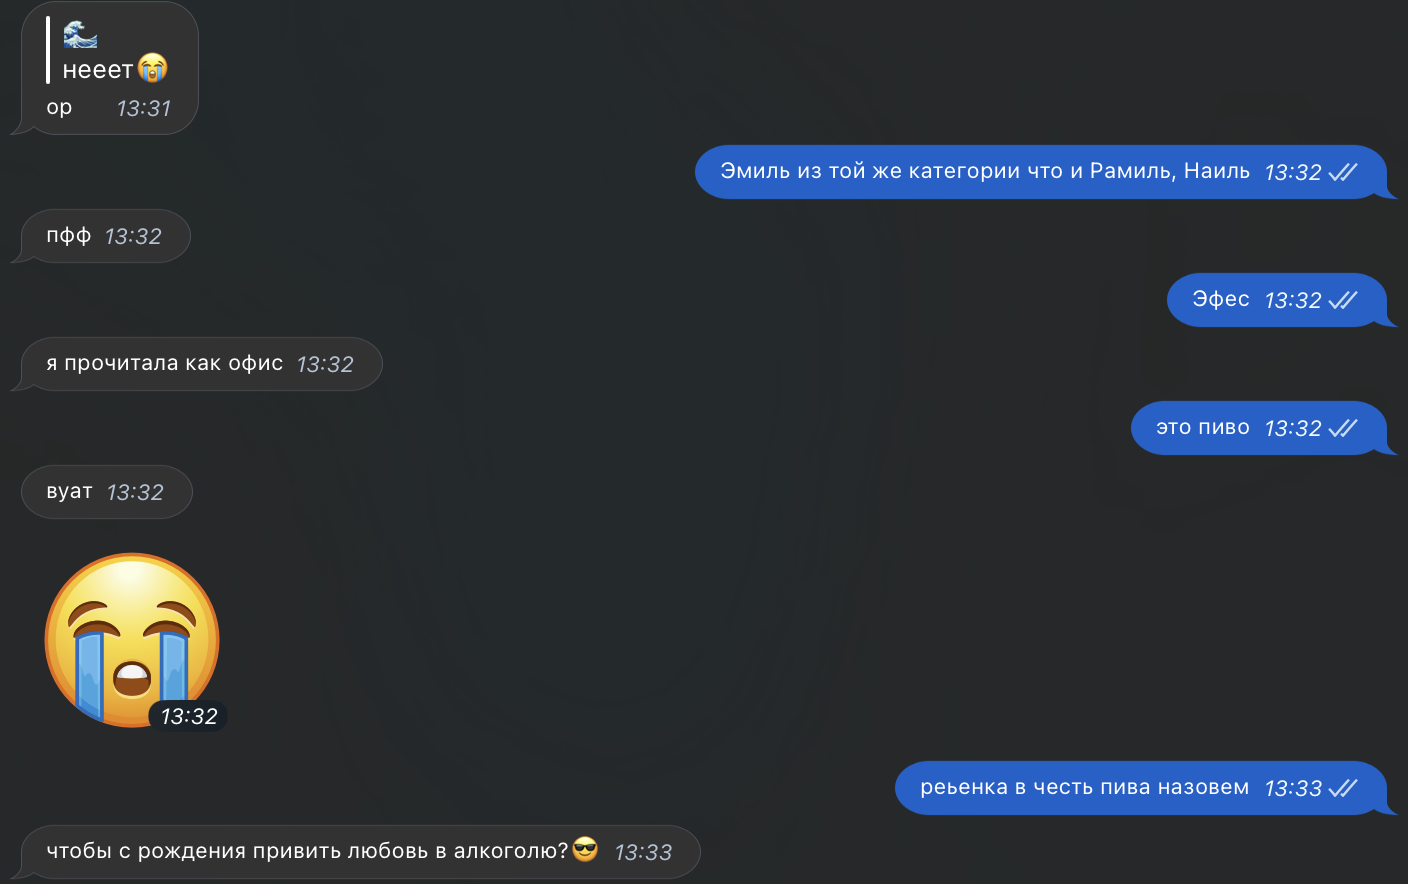 🌊
нееет😭
ор 13:31
Эмиль из той же категории что и Рамиль, Наиль 13:32
пфф 13:32
Эфес 13:32
я прочитала как офис 13:32
это пиво 13:32
вуат 13:32
13:32
реьенка в честь пива назовем 13:33
чтобы с рождения привить любовь в алкоголю?😎 13:33